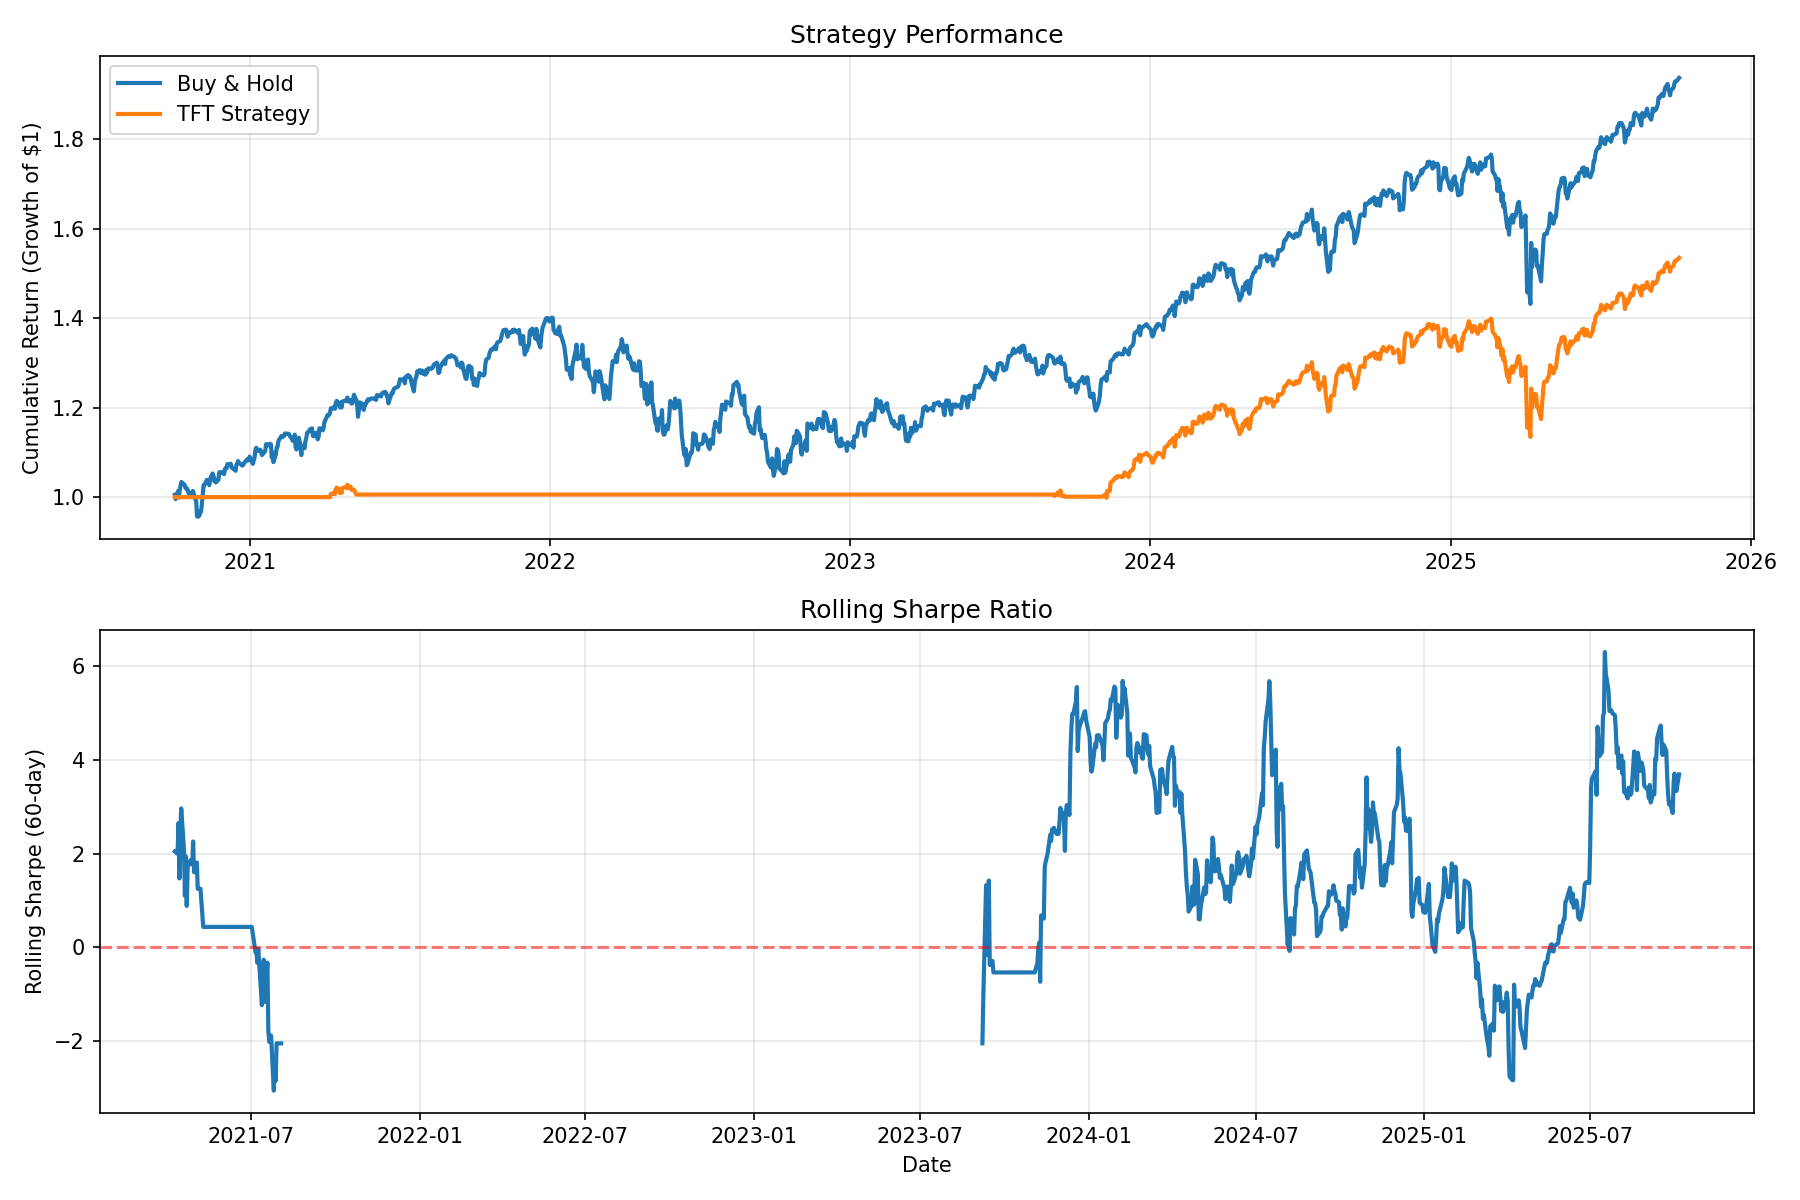 Strategy Performance
Buy & Hold
TFT Strategy
Cumulative Return (Growth of $1)
1.8
1.6
1.4
1.2
1.0
2021 2022 2023 2024 2025 2026
Rolling Sharpe Ratio
Rolling Sharpe (60-day)
6
4
2
0
−2
2021-07 2022-01 2022-07 2023-01 2023-07 2024-01 2024-07 2025-01 2025-07
Date